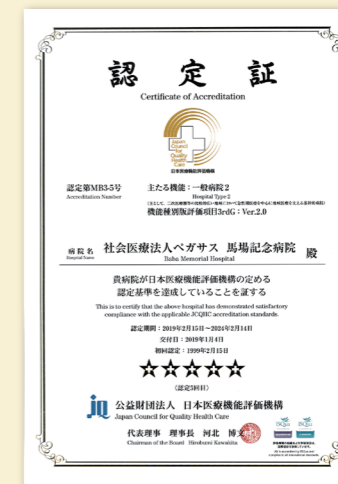 認定証
Certificate of Accreditation
Japan
Council
for
Quality
Health
Care
日本医療機能評価機構
認定第MB3-5号
Accreditation Number
主たる機能:一般病院2
Hospital Type 2
機能種別版評価項目3rdG:Ver.2.0
病院名 社会医療法人ペガサス 馬場記念病院 殿
Hospital Name
Baba Memorial Hospital
貴病院が日本医療機能評価機構の定める
認定基準を達成していることを証する
This is to certify that the above hospital has demonstrated satisfactory
compliance with the applicable JCQHC accreditation standards.
認定期間:2019年2月15日~2024年2月14日
交付日:2019年1月4日
初回認定:1999年2月15日
(認定5回目)
jq 公益財団法人 日本医療機能評価機構
Japan Council for Quality Health Care
代表理事 理事長 河北 博文
Chairman of the Board Hirobumi Kawakita